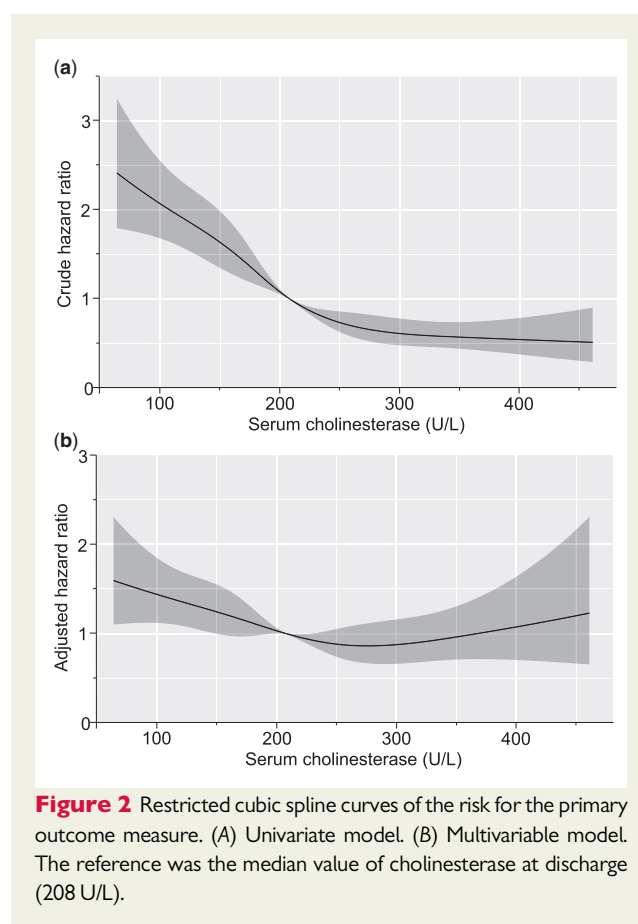 (a)
3
2
1
0
Crude hazard ratio
100 200 300 400
Serum cholinesterase (U/L)
(b)
3
2
1
0
Adjusted hazard ratio
100 200 300 400
Serum cholinesterase (U/L)
Figure 2 Restricted cubic spline curves of the risk for the primary
outcome measure. (A) Univariate model. (B) Multivariable model.
The reference was the median value of cholinesterase at discharge
(208 U/L).